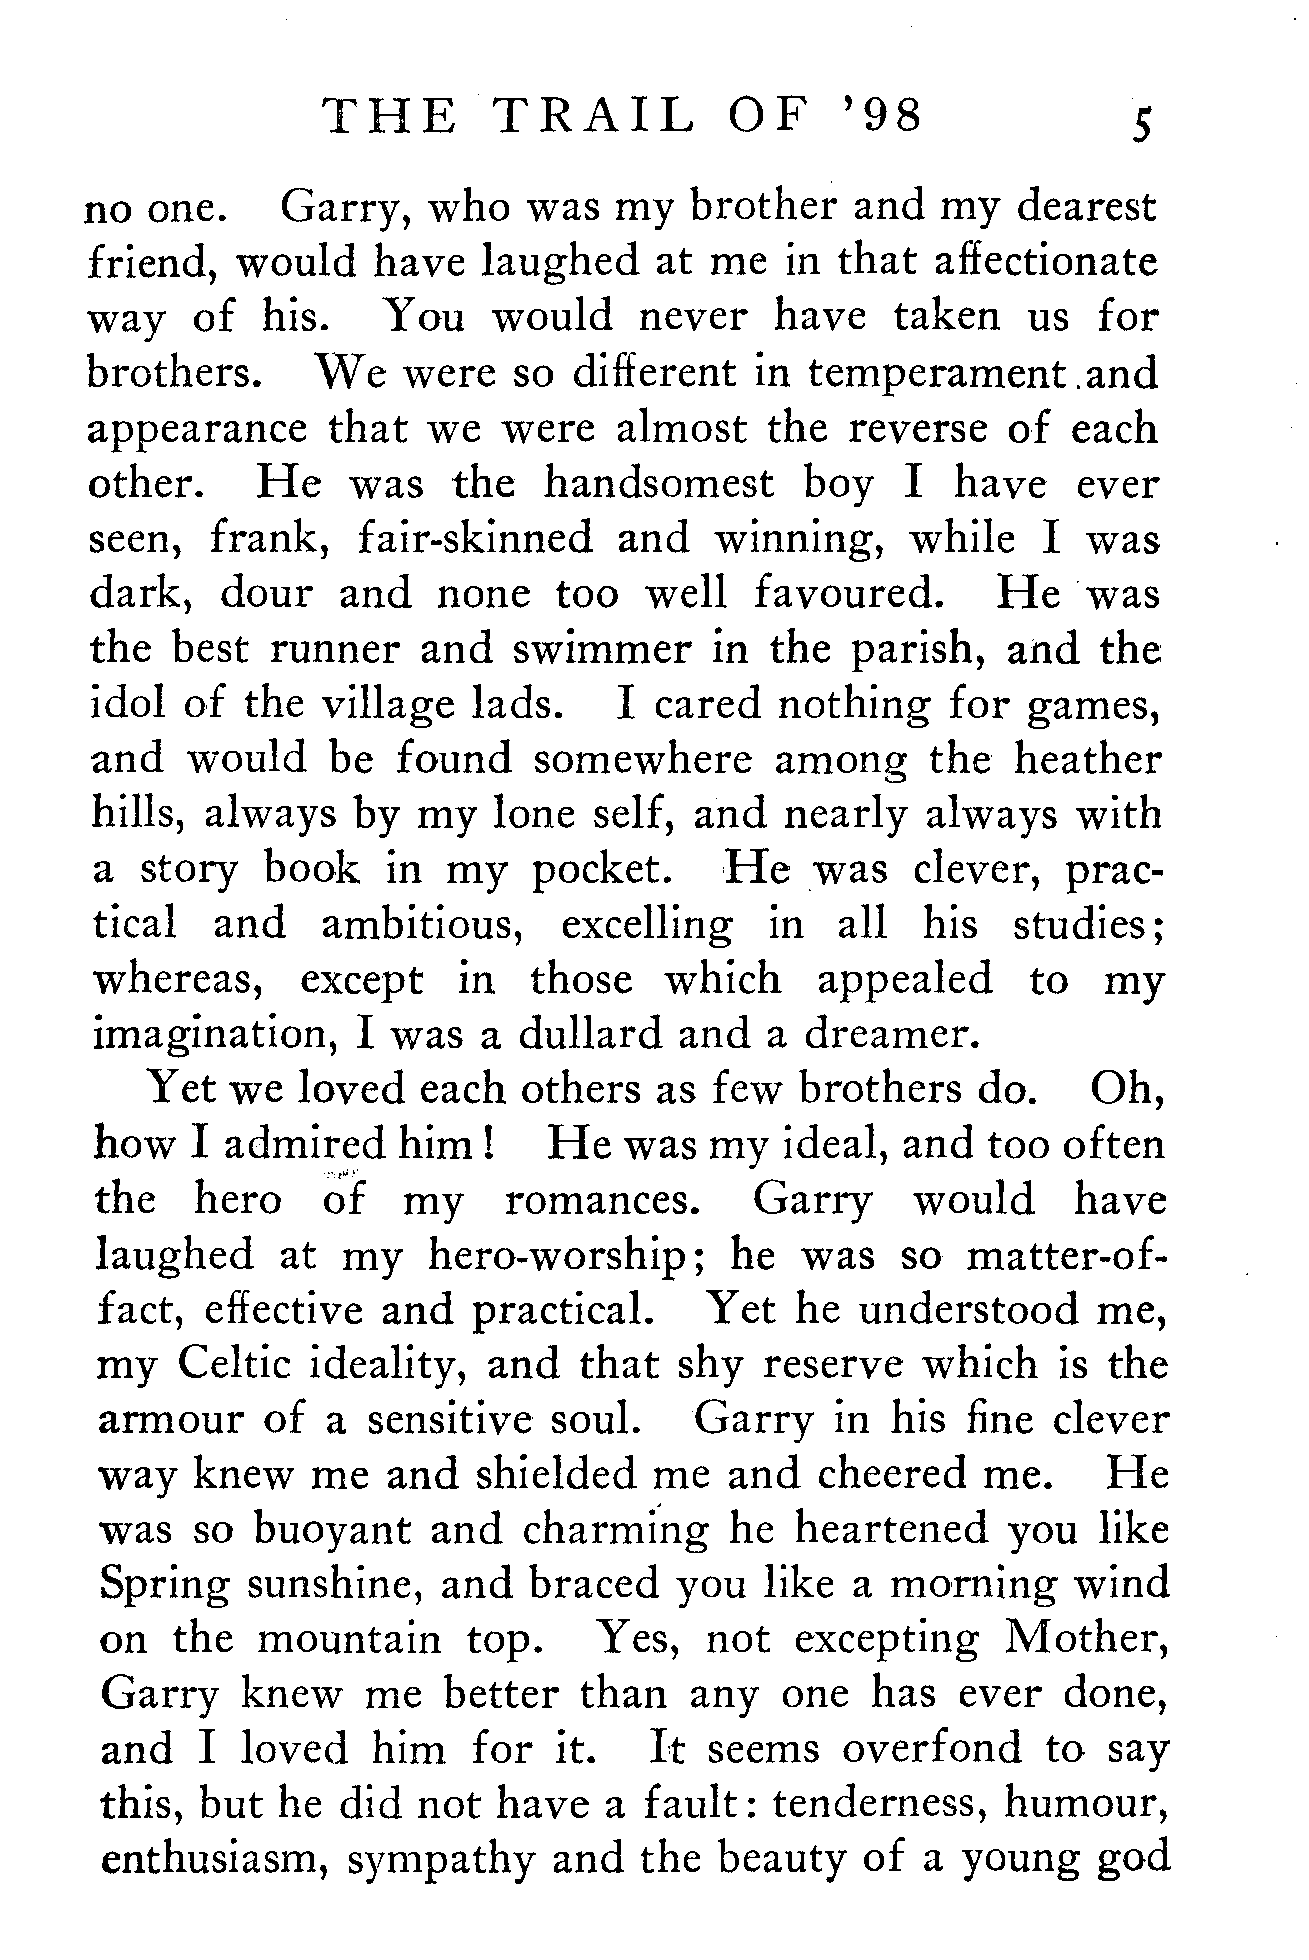 THE TRAIL OF '98 5
no one. Garry, who was my brother and my dearest
friend, would have laughed at me in that affectionate
way of his. You would never have taken us for
brothers. We were so different in temperament and
appearance that we were almost the reverse of each
other. He was the handsomest boy I have ever
seen, frank, fair-skinned and winning, while I was
dark, dour and none too well favoured. He was
the best runner and swimmer in the parish, and the
idol of the village lads. I cared nothing for games,
and would be found somewhere among the heather
hills, always by my lone self, and nearly always with
a story book in my pocket. He was clever, prac-
tical and ambitious, excelling in all his studies;
whereas, except in those which appealed to my
imagination, I was a dullard and a dreamer.
Yet we loved each others as few brothers do. Oh,
how I admired him! He was my ideal, and too often
the hero of my romances. Garry would have
laughed at my hero-worship; he was so matter-of-
fact, effective and practical. Yet he understood me,
my Celtic ideality, and that shy reserve which is the
armour of a sensitive soul. Garry in his fine clever
way knew me and shielded me and cheered me. He
was so buoyant and charming he heartened you like
Spring sunshine, and braced you like a morning wind
on the mountain top. Yes, not excepting Mother,
Garry knew me better than any one has ever done,
and I loved him for it. It seems overfond to say
this, but he did not have a fault: tenderness, humour,
enthusiasm, sympathy and the beauty of a young god